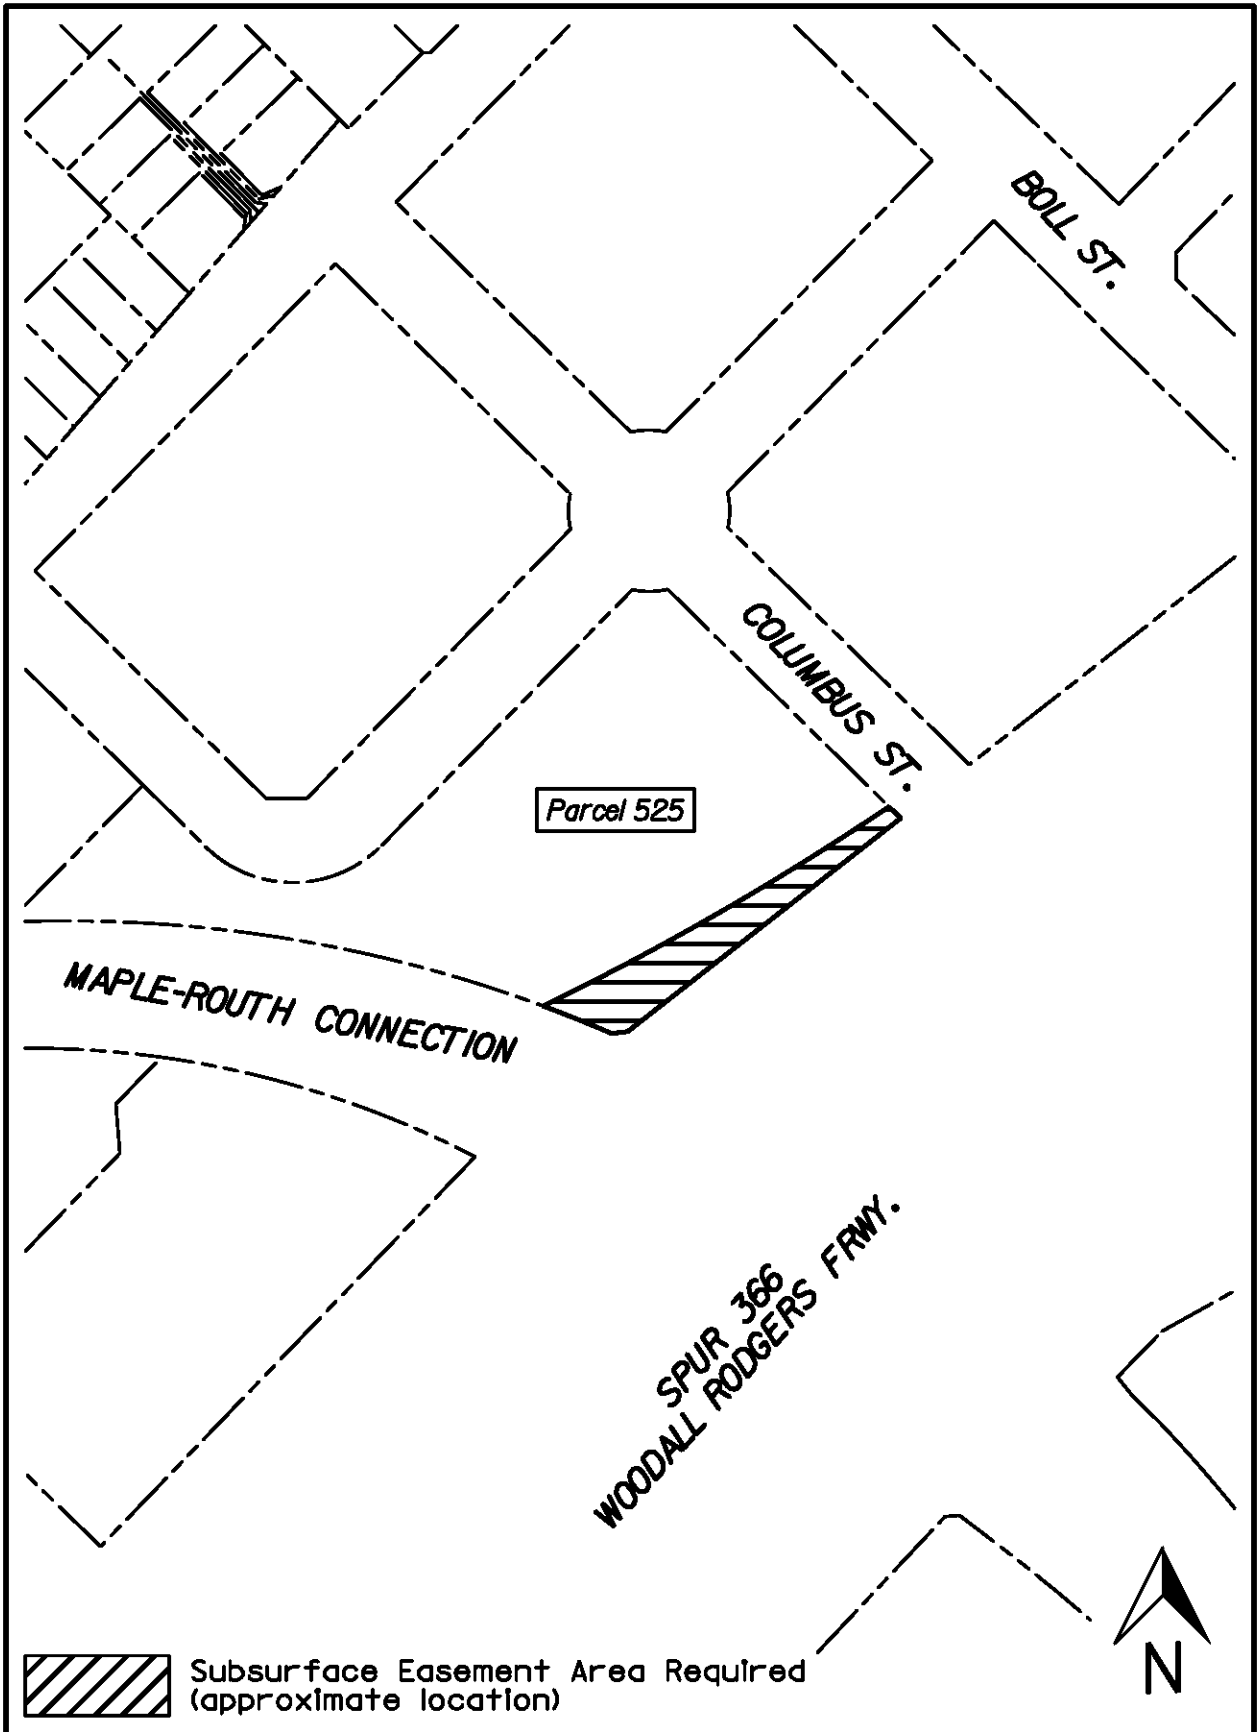 BOLL ST.
COLUMBUS ST.
Parcel 525
MAPLE-ROUTH CONNECTION
SPUR 366
WOODALL RODGERS FRWY.
N
Subsurface Easement Area Required
(approximate location)